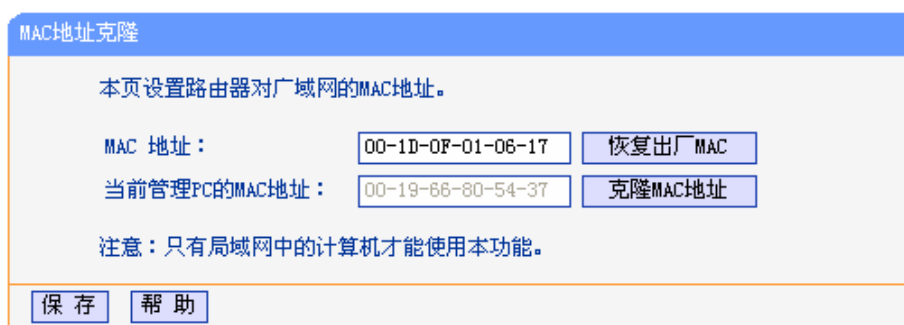 MAC地址克隆
本页设置路由器对广域网的MAC地址。
MAC 地址： 00-1D-0F-01-06-17 恢复出厂MAC
当前管理PC的MAC地址： 00-19-66-80-54-37 克隆MAC地址
注意：只有局域网中的计算机才能使用本功能。
保 存 帮 助